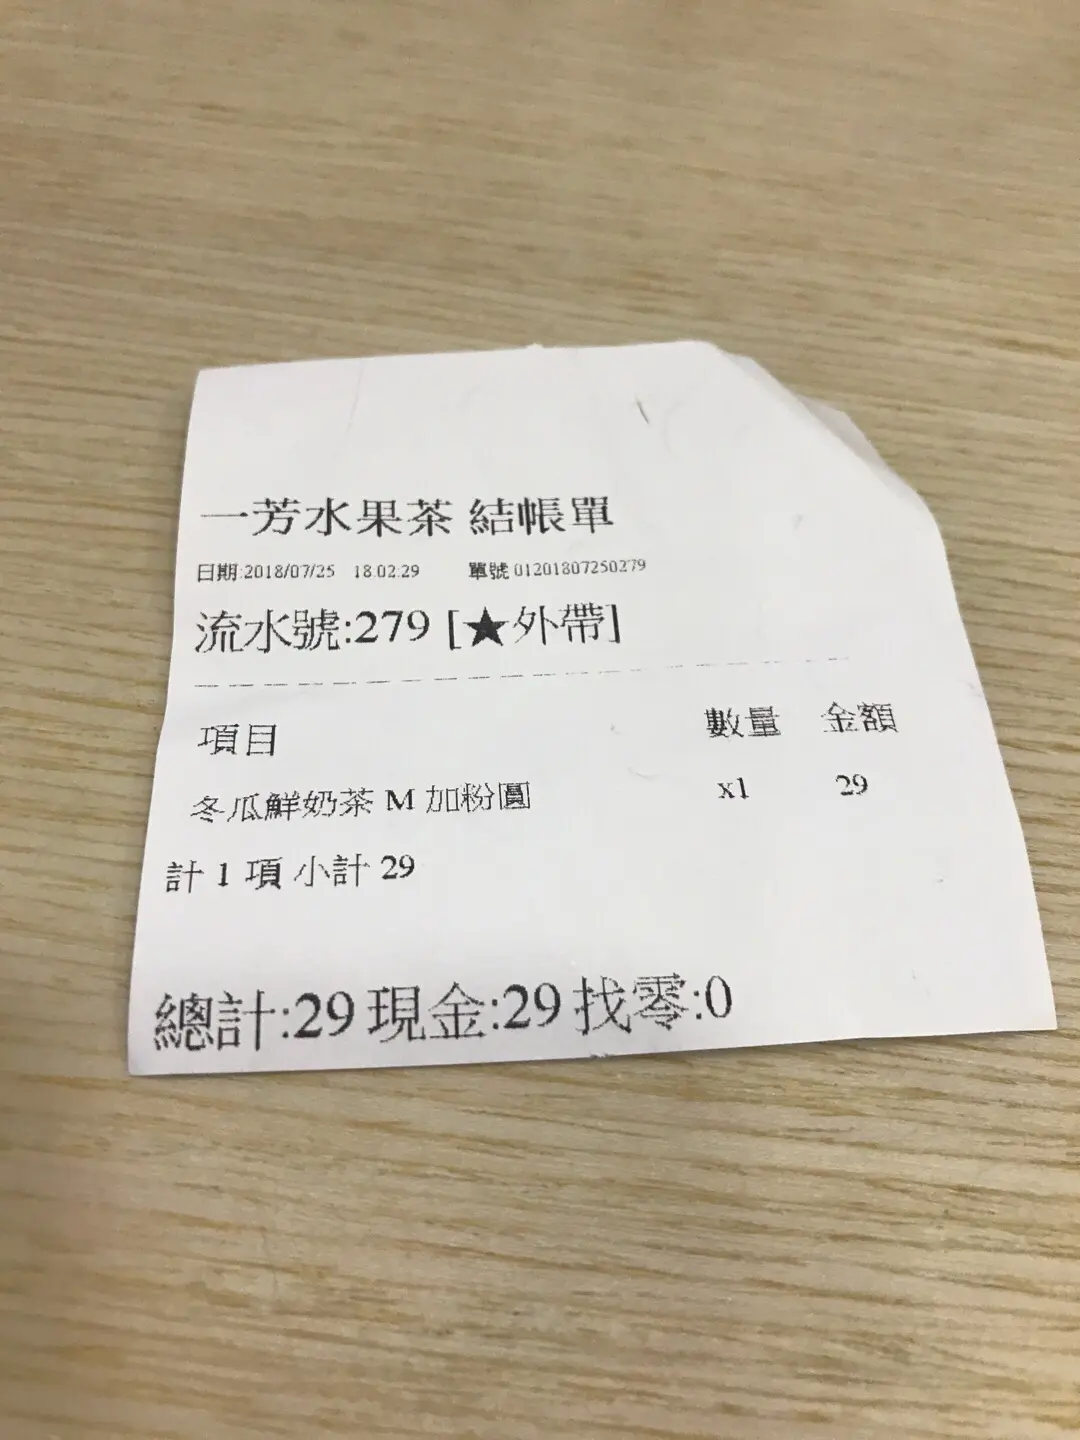 一芳水果茶 結帳單
日期:2018/07/25 18:02:29 單號 01201807250279
流水號:279 [★外帶]
項目 數量 金額
冬瓜鮮奶茶 M 加粉圓 x1 29
計 1 項 小計 29
總計:29 現金:29 找零:0